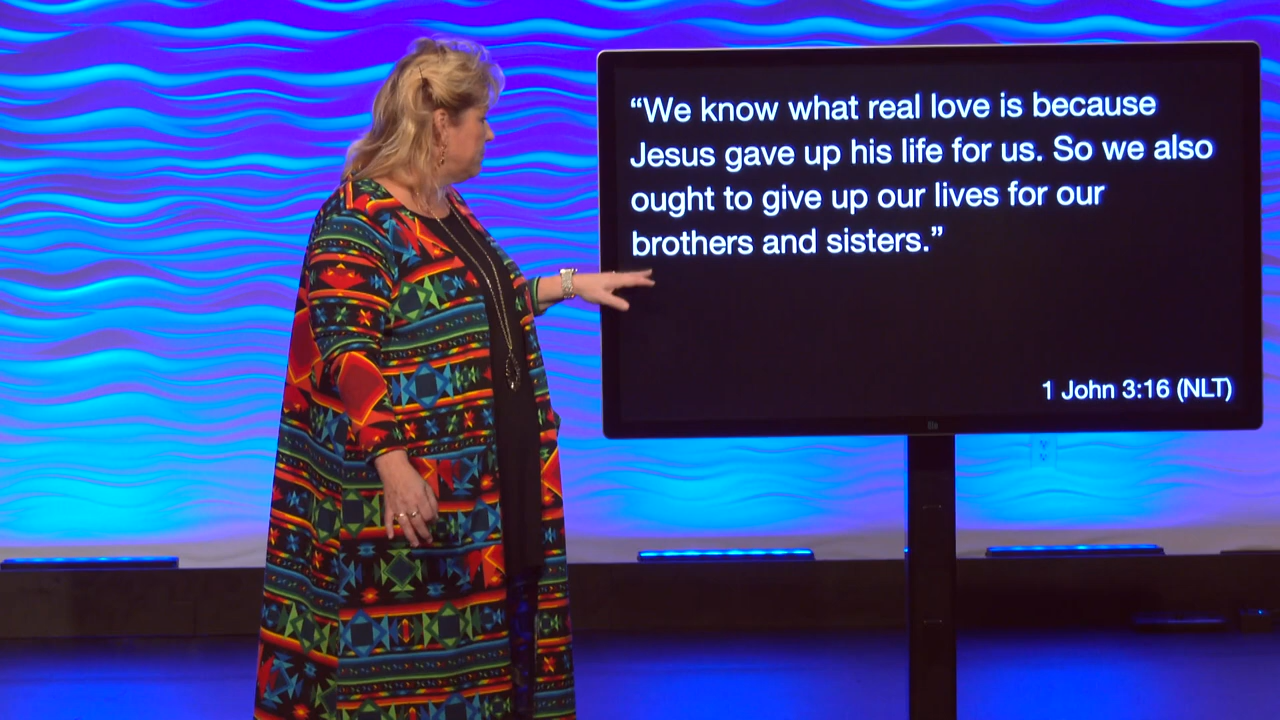 “We know what real love is because
Jesus gave up his life for us. So we also
ought to give up our lives for our
brothers and sisters.”
1 John 3:16 (NLT)